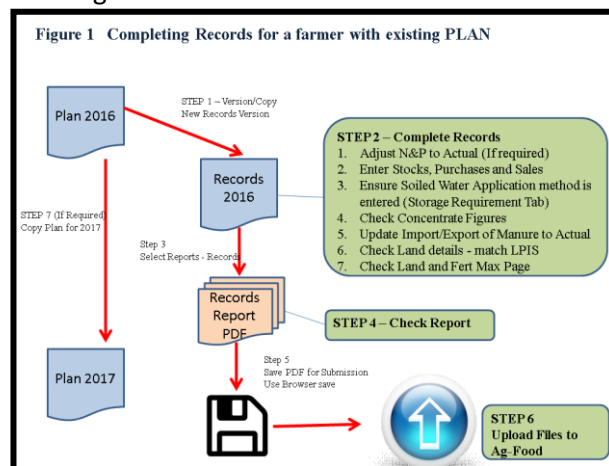 Figure 1 Completing Records for a farmer with existing PLAN
Plan 2016
STEP 1 – Version/Copy
New Records Version
Records
2016
STEP 2 – Complete Records
1. Adjust N&P to Actual (If required)
2. Enter Stocks, Purchases and Sales
3. Ensure Soiled Water Application method is
entered (Storage Requirement Tab)
4. Check Concentrate Figures
5. Update Import/Export of Manure to Actual
6. Check Land details - match LPIS
7. Check Land and Fert Max Page
STEP 7 (If Required)
Copy Plan for 2017
Step 3
Select Reports - Records
Records
Report
PDF
STEP 4 – Check Report
Plan 2017
Step 5
Save PDF for Submission
Use Browser save
STEP 6
Upload Files to
Ag-Food